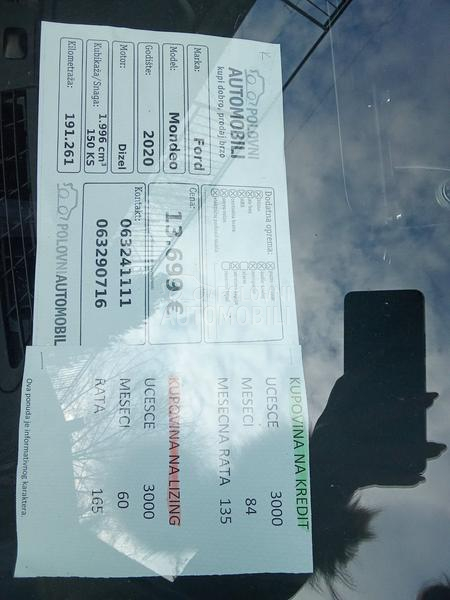 POLOVNI
AUTOMOBILI
kupi dobro, prodaj brzo
Marka: Ford
Model: Mondeo
Godište: 2020
Motor: Dizel
Kubikaža/Snaga: 1.996 cm³
150 KS
Kilometraža: 191.261
Dodatna oprema:
Cena:
13.699 €
Kontakt:
063241111
063290716
POLOVNI AUTOMOBILI
KUPOVINA NA KREDIT
UCESCE 3000
MESECI 84
MESECNA RATA 135
KUPOVINA NA LIZING
UCESCE 3000
MESECI 60
RATA 165
Ova ponuda je informativnog karaktera.